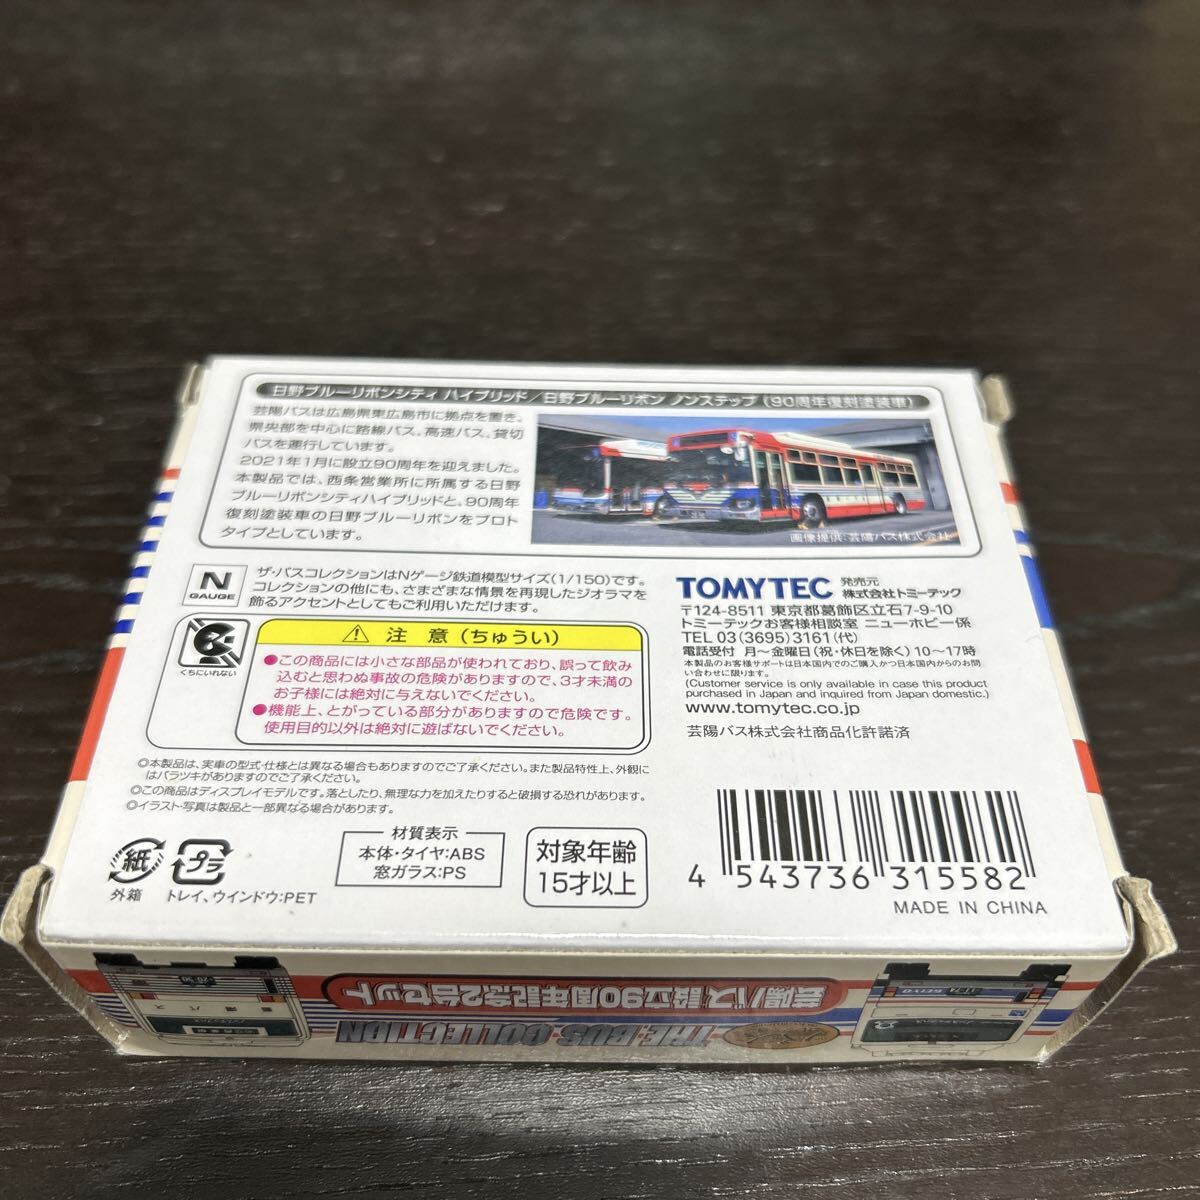 日野ブルーリボンシティ ハイブリッド／日野ブルーリボン ノンステップ（90周年復刻塗装車）
芸陽バスは広島県東広島市に拠点を置き、
県央部を中心に路線バス、高速バス、貸切
バスを運行しています。
2021年1月に設立90周年を迎えました。
本製品では、西条営業所に所属する日野
ブルーリボンシティハイブリッドと、90周年
復刻塗装車の日野ブルーリボンをプロト
タイプとしています。
画像提供:芸陽バス株式会社
N
GAUGE
ザ・バスコレクションはNゲージ鉄道模型サイズ(1/150)です。
コレクションの他にも、さまざまな情景を再現したジオラマを
飾るアクセントとしてもご利用いただけます。
くちにいれない
注 意（ちゅうい）
●この商品には小さな部品が使われており、誤って飲み
込むと思わぬ事故の危険がありますので、3才未満の
お子様には絶対に与えないでください。
●機能上、とがっている部分がありますので危険です。
使用目的以外は絶対に遊ばないでください。
TOMYTEC 発売元 株式会社トミーテック
〒124-8511 東京都葛飾区立石7-9-10
トミーテックお客様相談室 ニューホビー係
TEL 03(3695)3161(代)
電話受付 月〜金曜日(祝・休日を除く)10〜17時
本製品のお客様サポートは日本国内でのご購入かつ日本国内からのお問
い合わせに限ります。
(Customer service is only available in case this product
purchased in Japan and inquired from Japan domestic.)
www.tomytec.co.jp
芸陽バス株式会社商品化許諾済
◎本製品は、実車の型式・仕様とは異なる場合もありますのでご了承ください。また製品特性上、外観に
はバラツキがありますのでご了承ください。
◎この商品はディスプレイモデルです。落としたり、無理な力を加えたりすると破損する恐れがあります。
◎イラスト・写真は製品と一部異なる場合があります。
紙
外箱
プラ
トレイ、ウインドウ:PET
材質表示
本体・タイヤ:ABS
窓ガラス:PS
対象年齢
15才以上
4 543736 315582
MADE IN CHINA
芸陽バス設立90周年記念2台セット
THE BUS COLLECTION